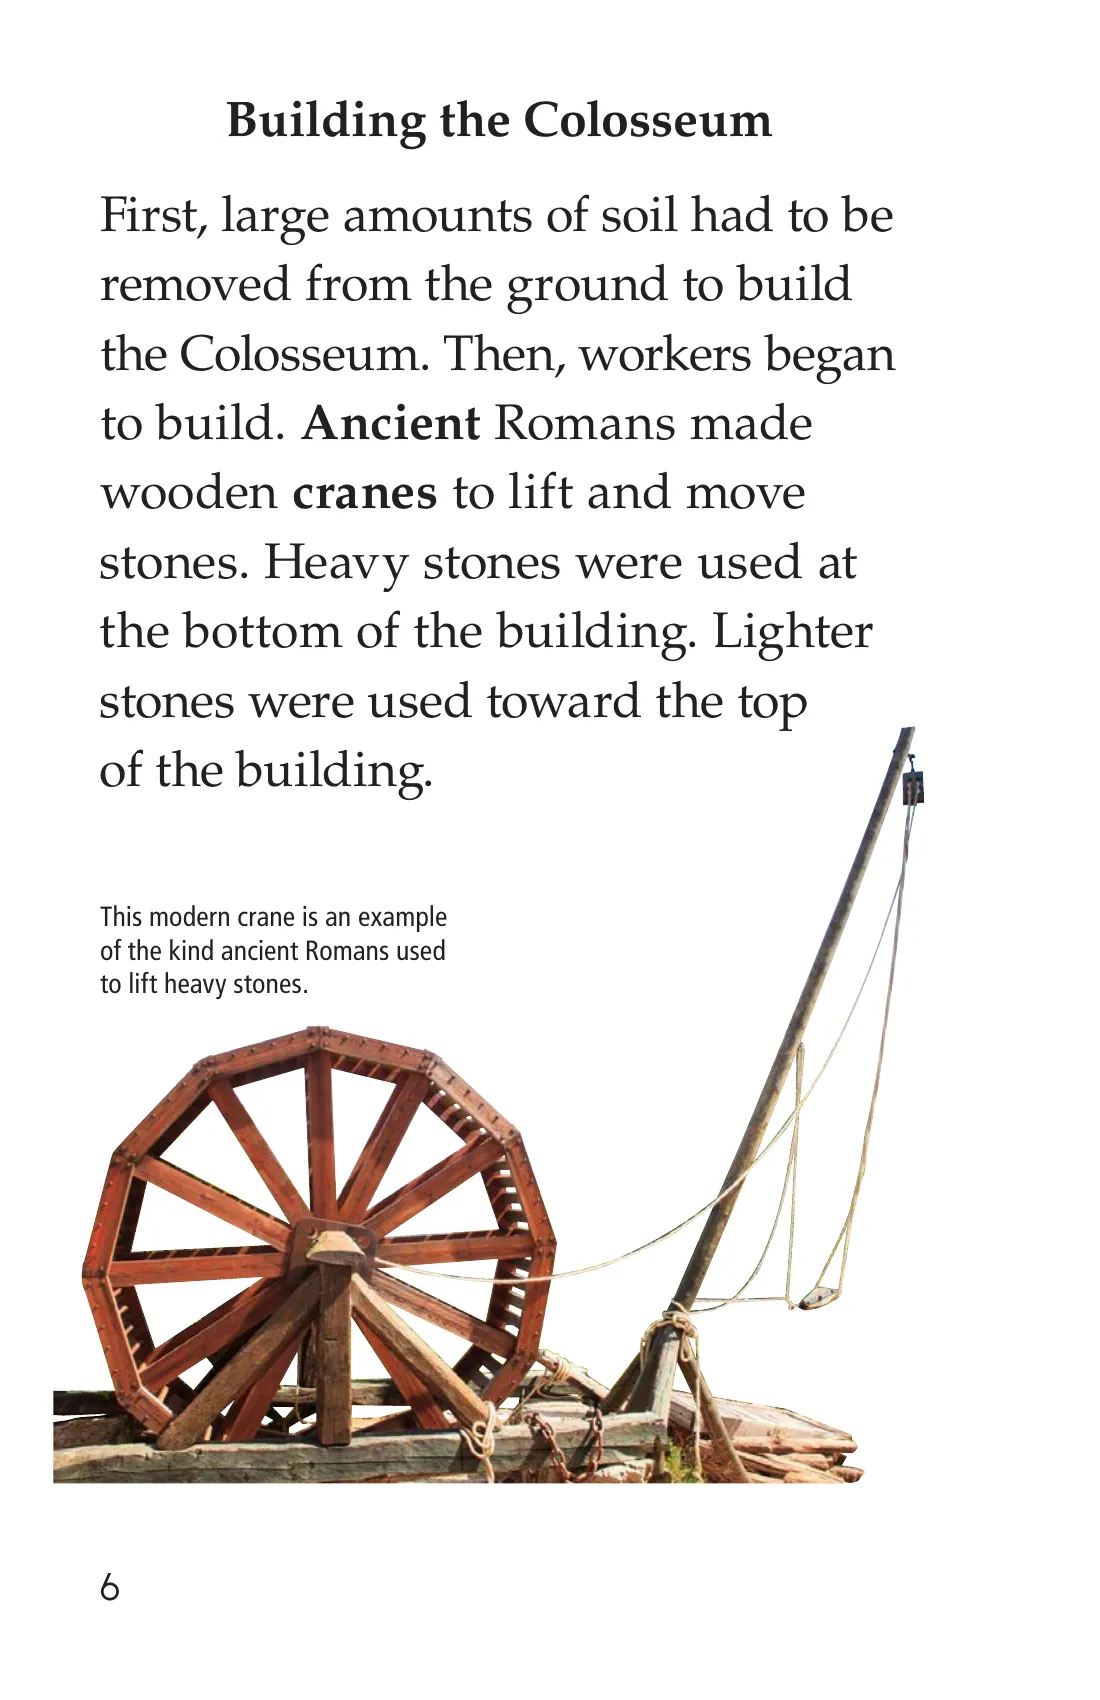 Building the Colosseum
First, large amounts of soil had to be
removed from the ground to build
the Colosseum. Then, workers began
to build. Ancient Romans made
wooden cranes to lift and move
stones. Heavy stones were used at
the bottom of the building. Lighter
stones were used toward the top
of the building.
This modern crane is an example
of the kind ancient Romans used
to lift heavy stones.
6